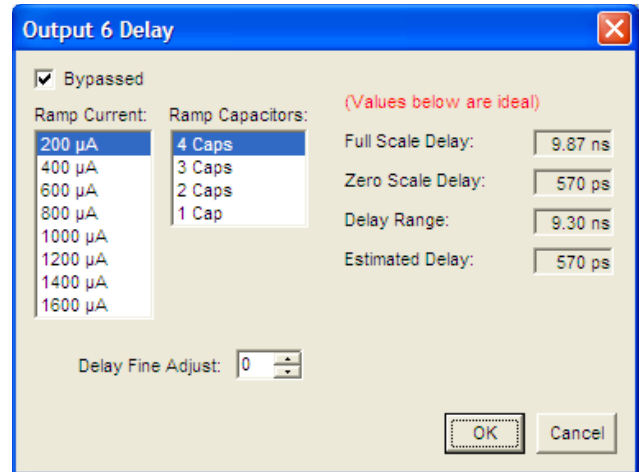 Output 6 Delay
Bypassed
Ramp Current:
200 µA
400 µA
600 µA
800 µA
1000 µA
1200 µA
1400 µA
1600 µA
Ramp Capacitors:
4 Caps
3 Caps
2 Caps
1 Cap
(Values below are ideal)
Full Scale Delay: 9.87 ns
Zero Scale Delay: 570 ps
Delay Range: 9.30 ns
Estimated Delay: 570 ps
Delay Fine Adjust: 0
OK Cancel